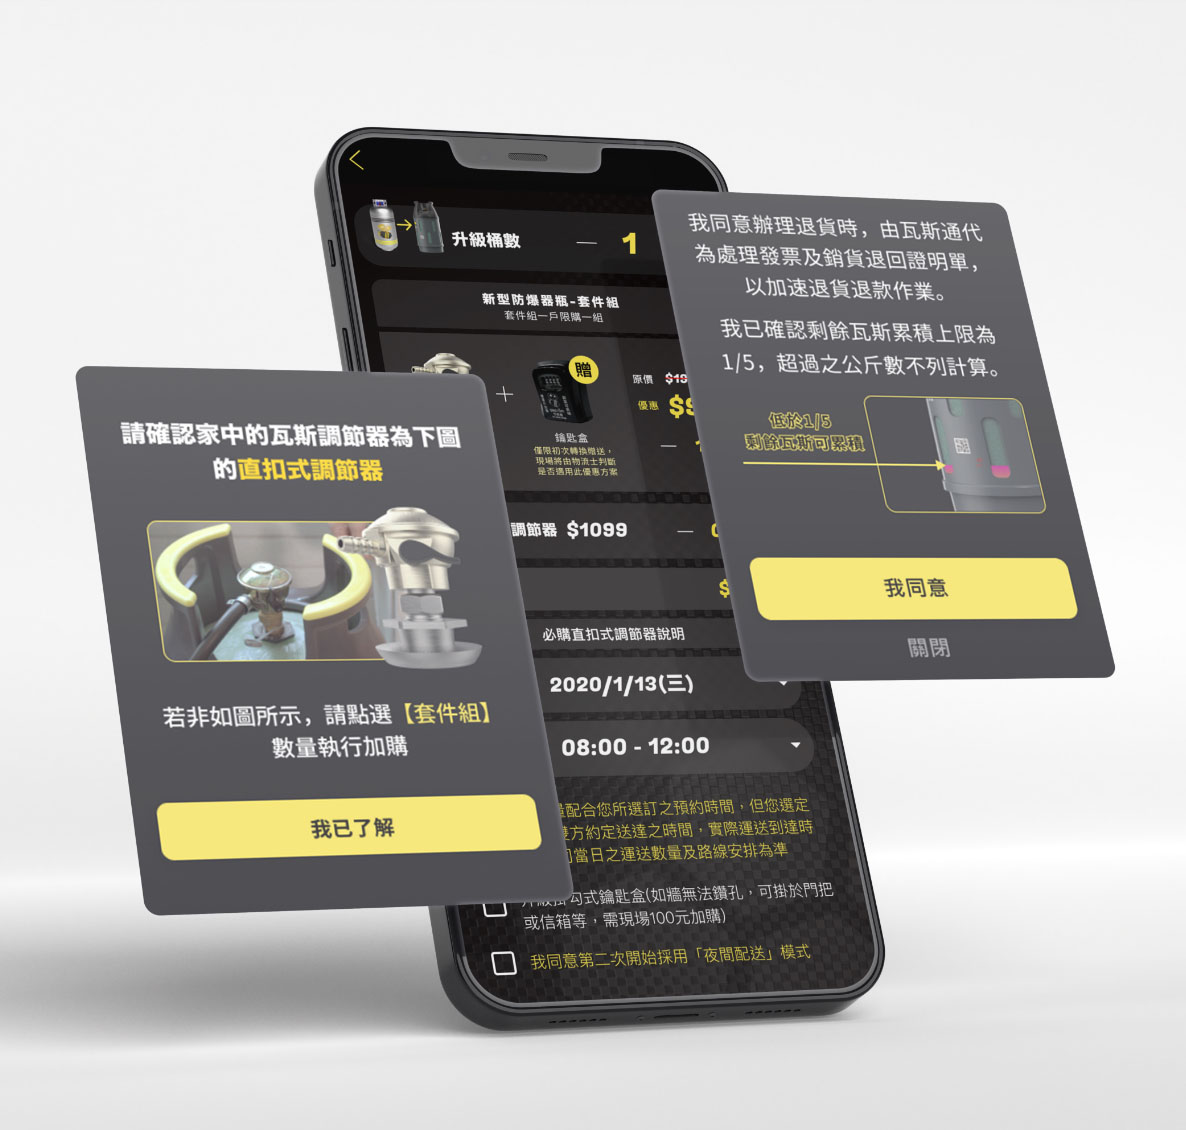 升級桶數
1
新型防爆器瓶-套件組
套件組一戶限購一組
贈
原價
優惠
鑰匙盒
僅限初次轉換贈送，
現場將由物流士判斷
是否適用此優惠方案
調節器 $1099
必購直扣式調節器說明
2020/1/13(三)
08:00 - 12:00
配合您所選訂之預約時間，但您選定
方約定送達之時間，實際運送到達時
當日之運送數量及路線安排為準
勾式鑰匙盒(如牆無法鑽孔，可掛於門把
或信箱等，需現場100元加購)
我同意第二次開始採用「夜間配送」模式
請確認家中的瓦斯調節器為下圖
的直扣式調節器
若非如圖所示，請點選【套件組】
數量執行加購
我已了解
我同意辦理退貨時，由瓦斯通代
為處理發票及銷貨退回證明單，
以加速退貨退款作業。
我已確認剩餘瓦斯累積上限為
1/5，超過之公斤數不列計算。
低於1/5
剩餘瓦斯可累積
我同意
關閉